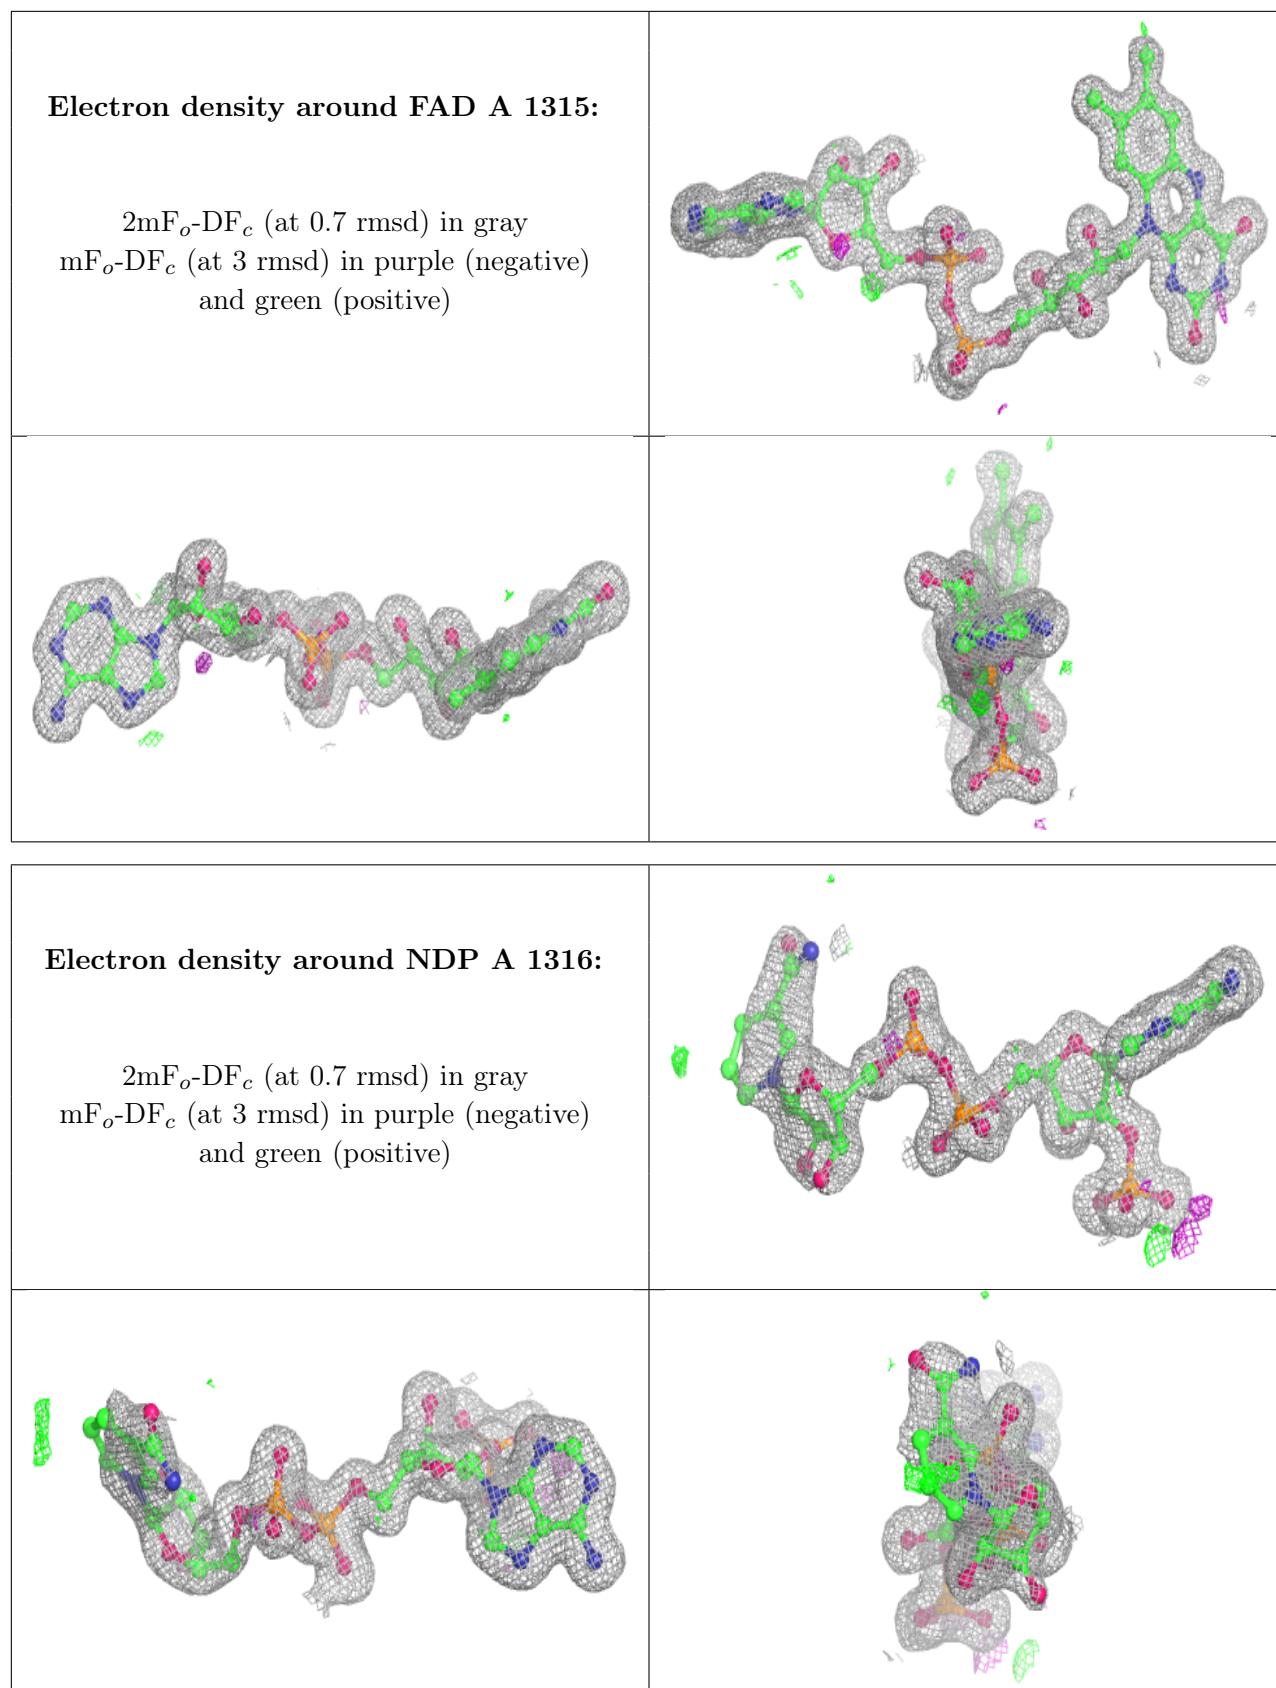 Electron density around FAD A 1315:
2mFo-DFc (at 0.7 rmsd) in gray
mFo-DFc (at 3 rmsd) in purple (negative)
and green (positive)
Electron density around NDP A 1316:
2mFo-DFc (at 0.7 rmsd) in gray
mFo-DFc (at 3 rmsd) in purple (negative)
and green (positive)